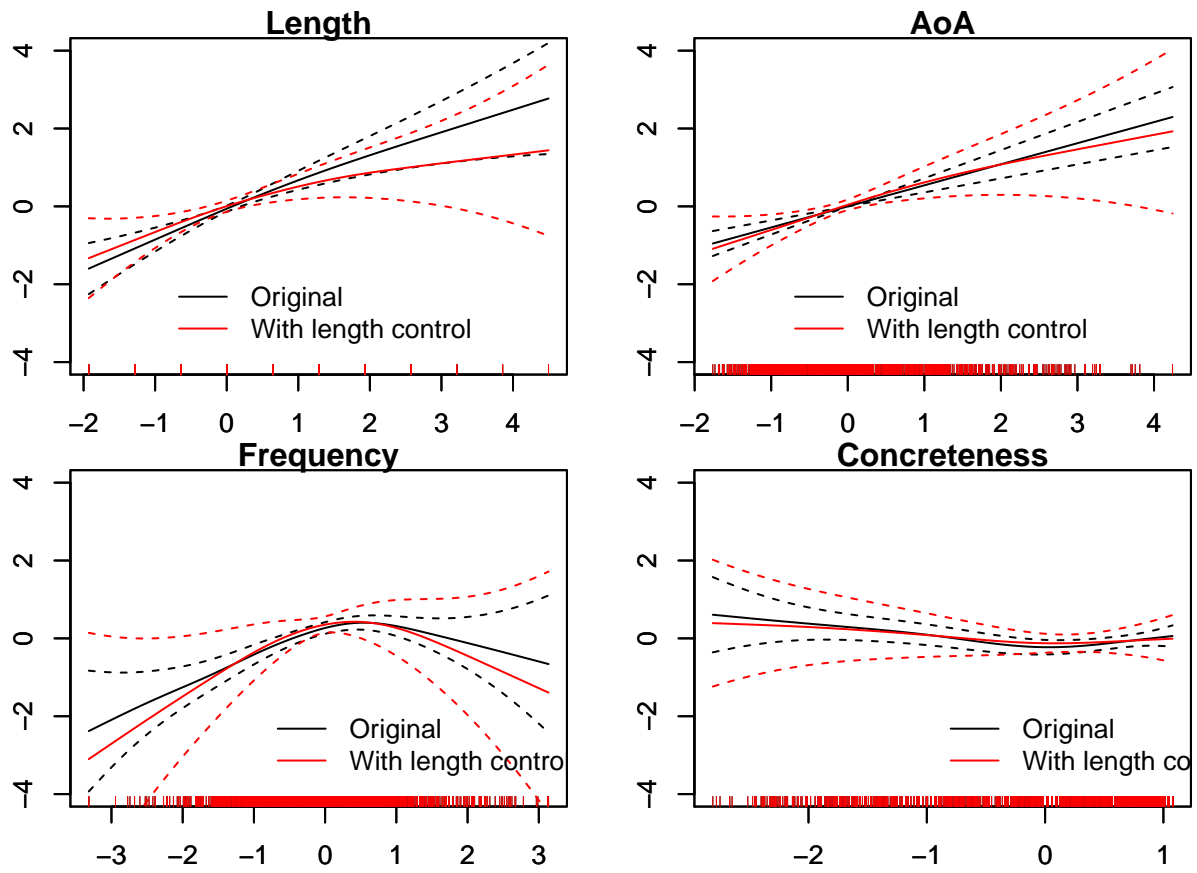 Length
4
2
0
−2
−4
Original
With length control
−2 −1 0 1 2 3 4
AoA
4
2
0
−2
−4
Original
With length control
−2 −1 0 1 2 3 4
Frequency
4
2
0
−2
−4
Original
With length contro
−3 −2 −1 0 1 2 3
Concreteness
4
2
0
−2
−4
Original
With length co
−2 −1 0 1